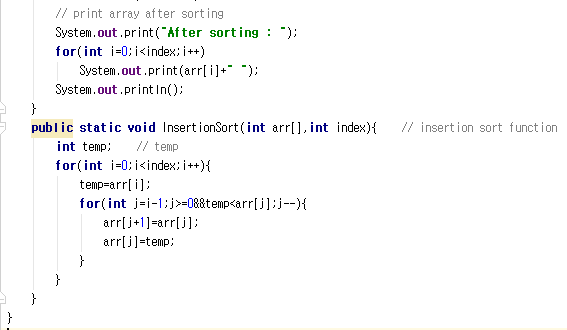 // print array after sorting
System.out.print("After sorting : ");
for(int i=0;i<index;i++)
System.out.print(arr[i]+" ");
System.out.println();
}
public static void InsertionSort(int arr[],int index){ // insertion sort function
int temp; // temp
for(int i=0;i<index;i++){
temp=arr[i];
for(int j=i-1;j>=0&&temp<arr[j];j--){
arr[j+1]=arr[j];
arr[j]=temp;
}
}
}
}